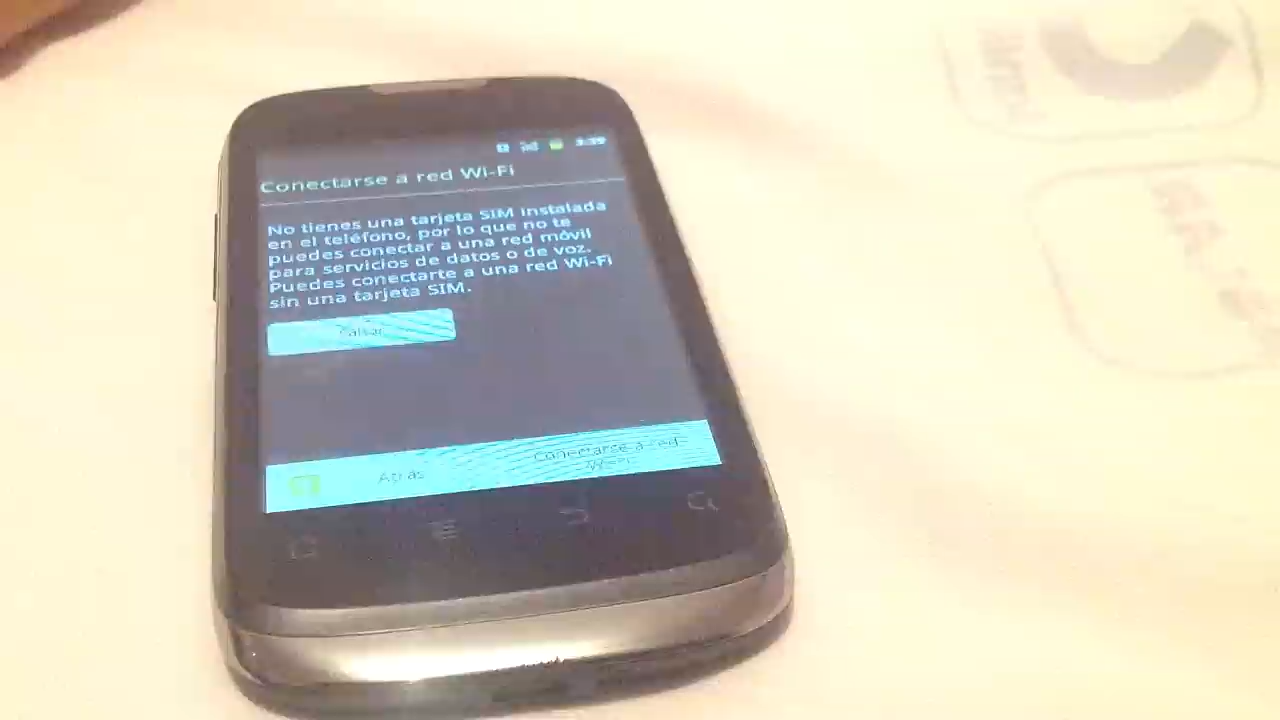 3:39
Conectarse a red Wi-Fi
No tienes una tarjeta SIM instalada
en el teléfono, por lo que no te
puedes conectar a una red móvil
para servicios de datos o de voz.
Puedes conectarte a una red Wi-Fi
sin una tarjeta SIM.
Saltar
Atrás
Conectarse a red
Wi-Fi